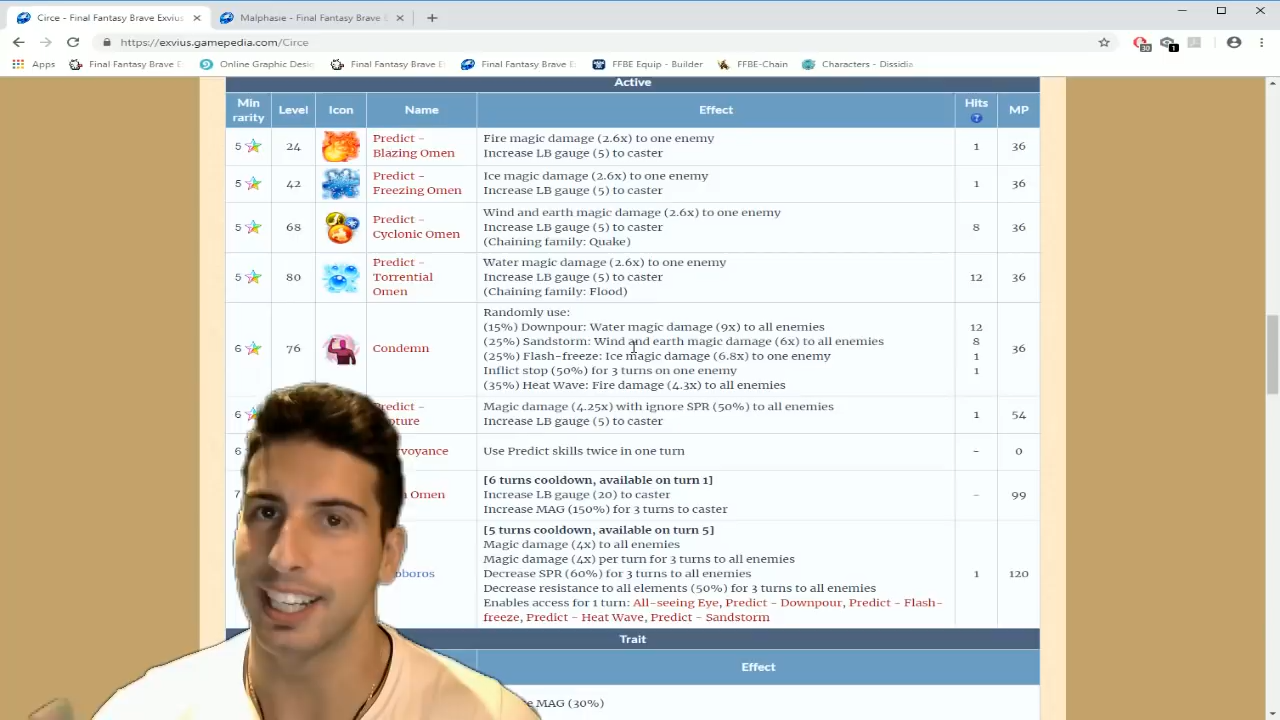 Circe - Final Fantasy Brave Exvius
Malphasie - Final Fantasy Brave E
https://exvius.gamepedia.com/Circe
30
1
Apps
Final Fantasy Brave E
Online Graphic Desi
Final Fantasy Brave E
Final Fantasy Brave E
FFBE Equip - Builder
FFBE-Chain
Characters - Dissidia
Active
Min rarity Level Icon Name Effect Hits ? MP
5 24 Predict - Blazing Omen Fire magic damage (2.6x) to one enemy 1 36
Increase LB gauge (5) to caster
5 42 Predict - Freezing Omen Ice magic damage (2.6x) to one enemy 1 36
Increase LB gauge (5) to caster
5 68 Predict - Cyclonic Omen Wind and earth magic damage (2.6x) to one enemy 8 36
Increase LB gauge (5) to caster
(Chaining family: Quake)
5 80 Predict - Torrential Omen Water magic damage (2.6x) to one enemy 12 36
Increase LB gauge (5) to caster
(Chaining family: Flood)
6 76 Condemn Randomly use: 36
(15%) Downpour: Water magic damage (9x) to all enemies 12
(25%) Sandstorm: Wind and earth magic damage (6x) to all enemies 8
(25%) Flash-freeze: Ice magic damage (6.8x) to one enemy 1
Inflict stop (50%) for 3 turns on one enemy 1
(35%) Heat Wave: Fire damage (4.3x) to all enemies
6 Predict - Magic damage (4.25x) with ignore SPR (50%) to all enemies 1 54
Increase LB gauge (5) to caster
6 Use Predict skills twice in one turn - 0
7 Omen [6 turns cooldown, available on turn 1] - 99
Increase LB gauge (20) to caster
Increase MAG (150%) for 3 turns to caster
[5 turns cooldown, available on turn 5] 1 120
Magic damage (4x) to all enemies
Magic damage (4x) per turn for 3 turns to all enemies
Decrease SPR (60%) for 3 turns to all enemies
Decrease resistance to all elements (50%) for 3 turns to all enemies
Enables access for 1 turn: All-seeing Eye, Predict - Downpour, Predict - Flash-
freeze, Predict - Heat Wave, Predict - Sandstorm
Trait
Effect
MAG (30%)